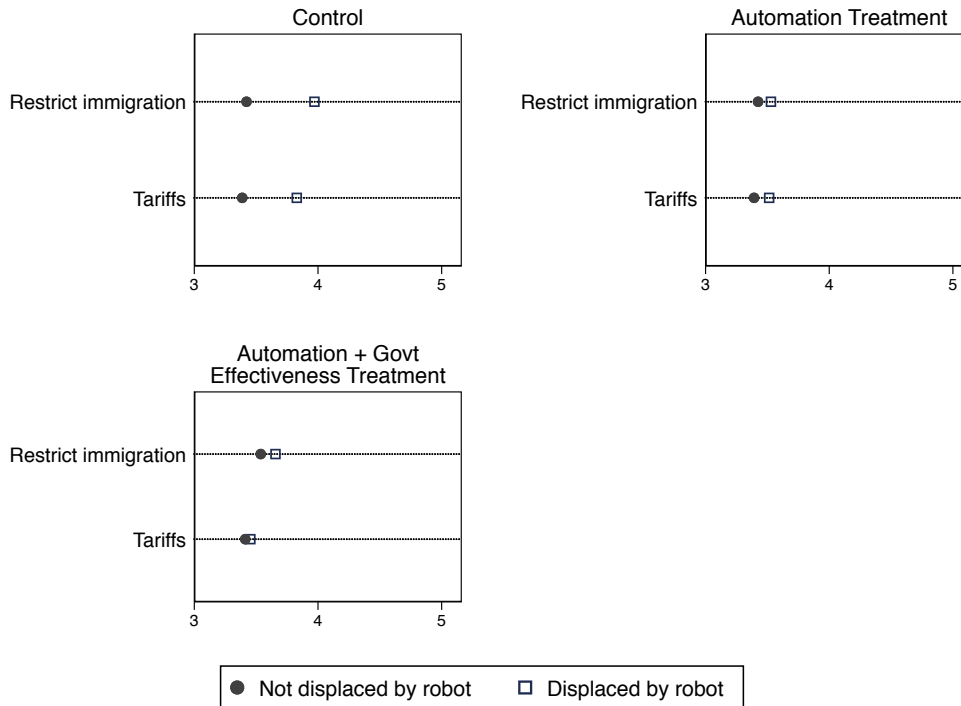 Control
Restrict immigration
Tariffs
3 4 5
Automation Treatment
Restrict immigration
Tariffs
3 4 5
Automation + Govt
Effectiveness Treatment
Restrict immigration
Tariffs
3 4 5
Not displaced by robot Displaced by robot